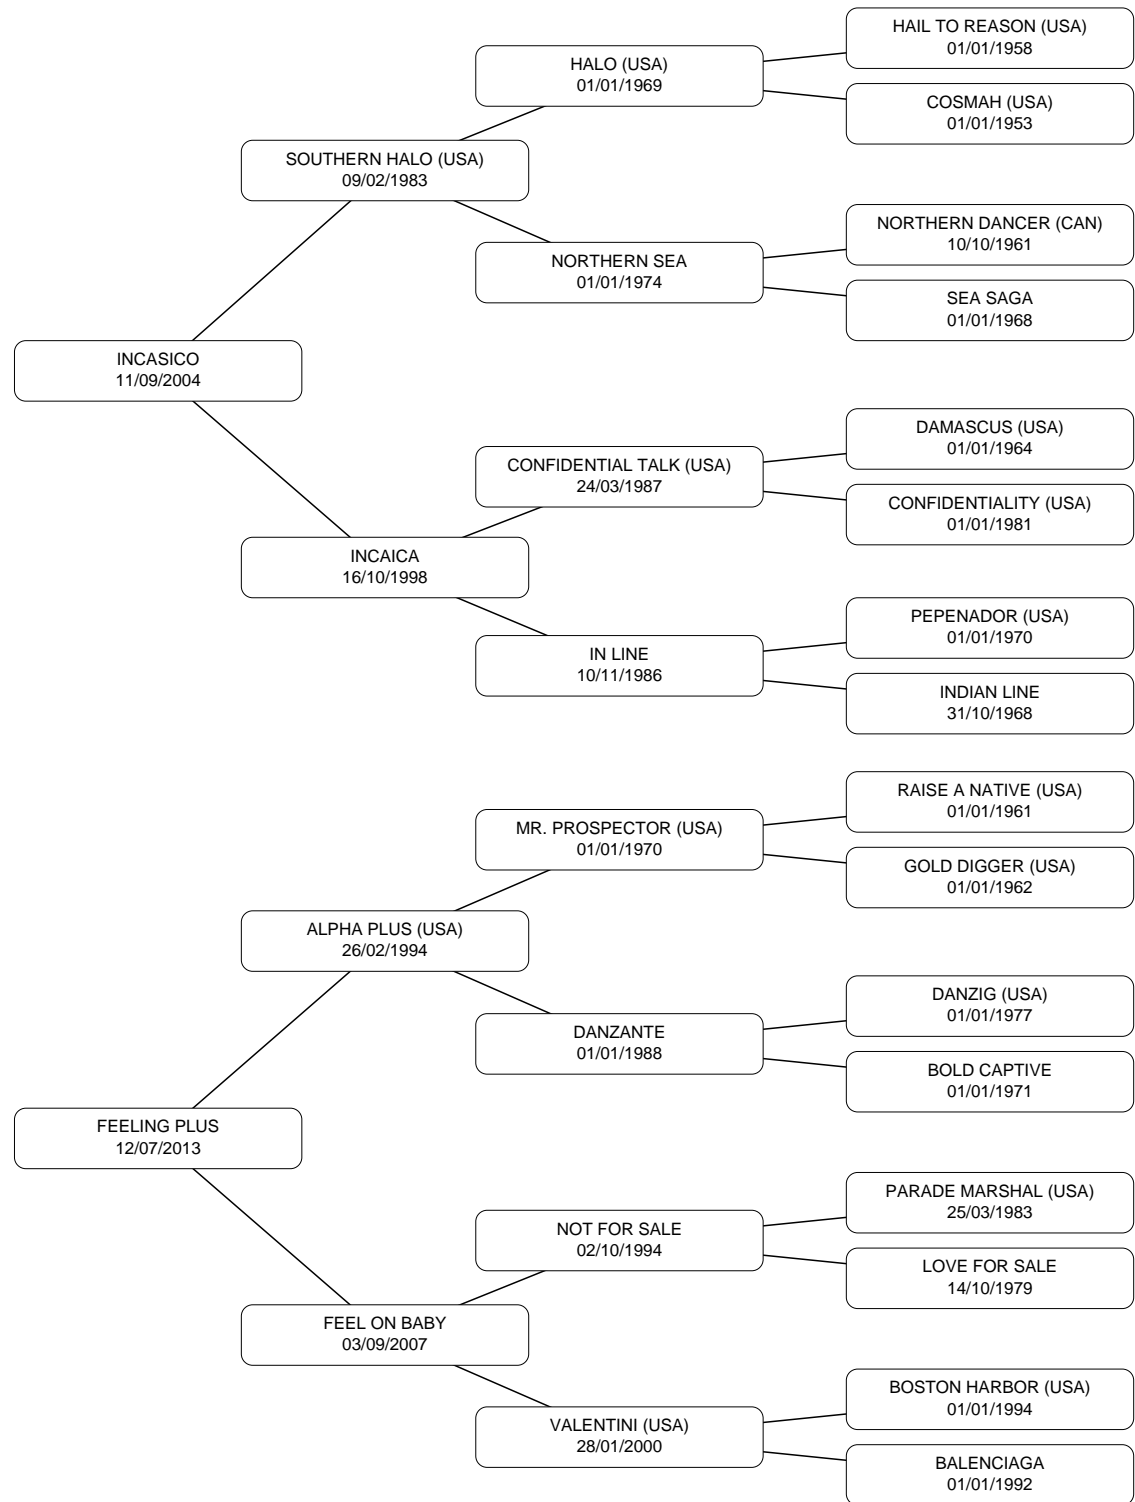 HAIL TO REASON (USA)
01/01/1958
HALO (USA)
01/01/1969
COSMAH (USA)
01/01/1953
SOUTHERN HALO (USA)
09/02/1983
NORTHERN DANCER (CAN)
10/10/1961
NORTHERN SEA
01/01/1974
SEA SAGA
01/01/1968
INCASICO
11/09/2004
DAMASCUS (USA)
01/01/1964
CONFIDENTIAL TALK (USA)
24/03/1987
CONFIDENTIALITY (USA)
01/01/1981
INCAICA
16/10/1998
PEPENADOR (USA)
01/01/1970
IN LINE
10/11/1986
INDIAN LINE
31/10/1968
RAISE A NATIVE (USA)
01/01/1961
MR. PROSPECTOR (USA)
01/01/1970
GOLD DIGGER (USA)
01/01/1962
ALPHA PLUS (USA)
26/02/1994
DANZIG (USA)
01/01/1977
DANZANTE
01/01/1988
BOLD CAPTIVE
01/01/1971
FEELING PLUS
12/07/2013
PARADE MARSHAL (USA)
25/03/1983
NOT FOR SALE
02/10/1994
LOVE FOR SALE
14/10/1979
FEEL ON BABY
03/09/2007
BOSTON HARBOR (USA)
01/01/1994
VALENTINI (USA)
28/01/2000
BALENCIAGA
01/01/1992